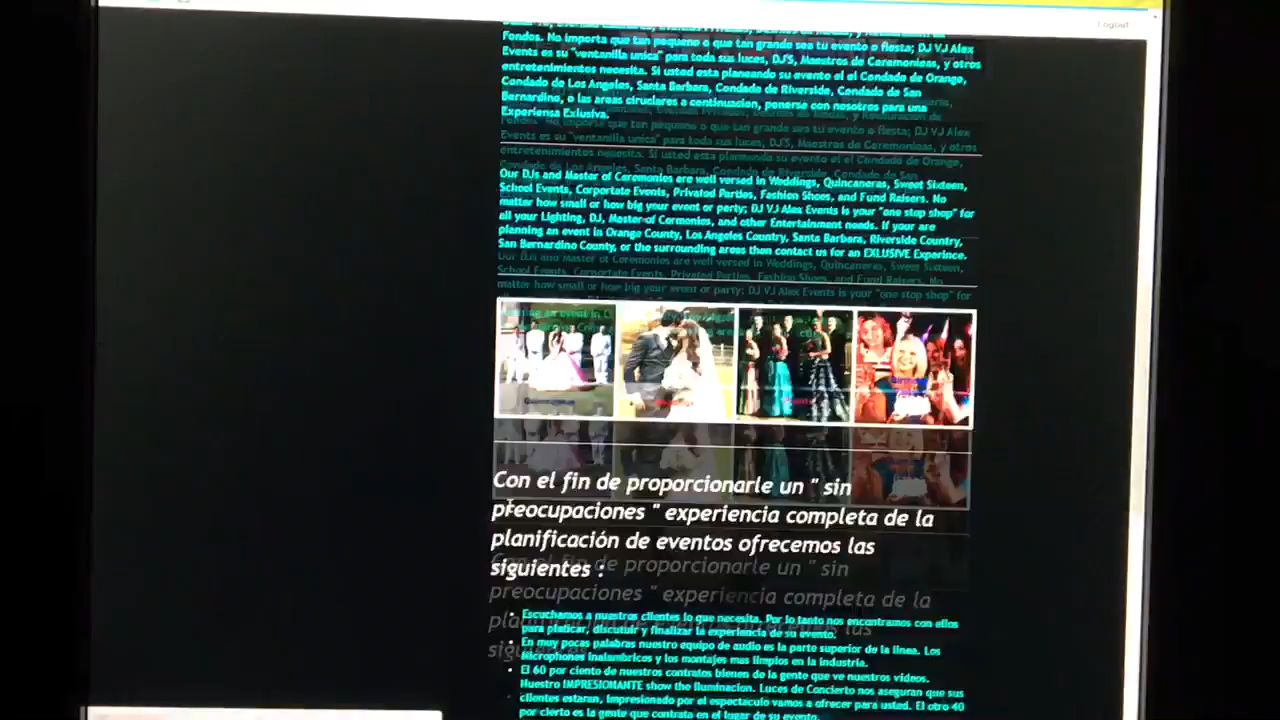 Logout
Fondos. No importa que tan pequeno o que tan grande sea tu evento o fiesta; DJ VJ Alex
Events es su "ventanilla unica" para toda sus luces, DJ'S, Maestros de Ceremonieas, y otros
entretenimientos necesita. Si usted esta planeando su evento el el Condado de Orange,
Condado de Los Angeles, Santa Barbara, Condado de Riverside, Condado de San
Bernardino, o las areas ciruclares a continuacion, ponerse con nosotros para una
Experiensa Exlusiva.
Our DJs and Master of Ceremonies are well versed in Weddings, Quincaneras, Sweet Sixteen,
School Events, Corportate Events, Privated Parties, Fashion Shoes, and Fund Raisers. No
matter how small or how big your event or perty; DJ VJ Alex Events is your "one stop shop" for
all your Lighting, DJ, Master of Cermonies, and other Entertainment needs. If your are
planning an event in Orange County, Los Angeles Country, Santa Barbara, Riverside Country,
San Bernardino County, or the surrounding areas then contact us for an EXLUSIVE Experince.
Con el fin de proporcionarle un " sin
preocupaciones " experiencia completa de la
planificación de eventos ofrecemos las
siguientes :
• Escuchamos a nuestros clientes lo que necesita. Por lo tanto nos encontramos con ellos
para platicar, discutuir y finalizar la experiencia de su evento.
• En muy pocas palabras nuestro equipo de audio es la parte superior de la linea. Los
Microphones inalambricos y los montajes mas limpios en la industria.
• El 60 por ciento de nuestros contratos bienen de la gente que ve nuestros videos.
Nuestro IMPRESIONANTE show the Iluminacion. Luces de Concierto nos aseguran que sus
clientes estaran, impresionado por el espectaculo vamos a ofrecer para usted. El otro 40
por cierto es la gente que contrata en el lugar de su evento.